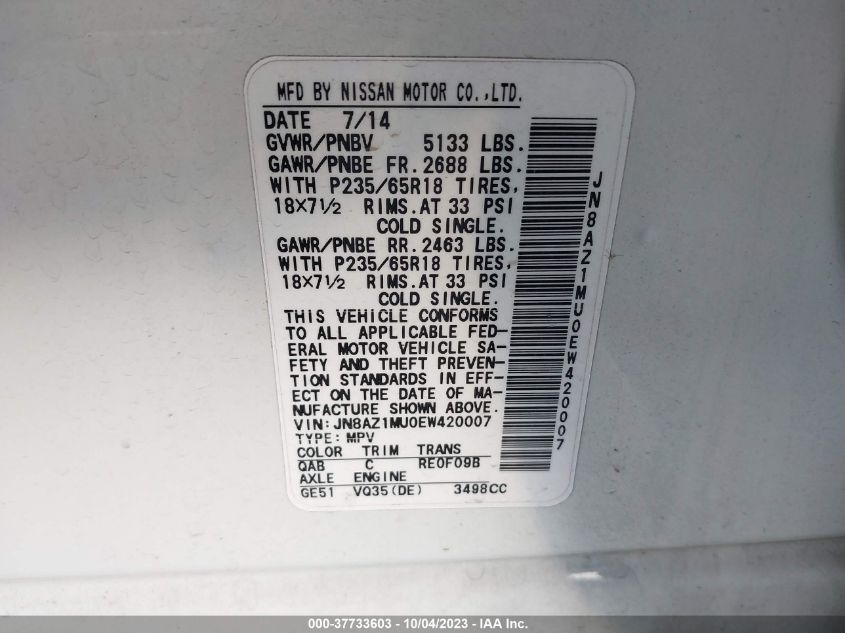 MFD BY NISSAN MOTOR CO.,LTD.
DATE 7/14
GVWR/PNBV 5133 LBS.
GAWR/PNBE FR. 2688 LBS.
WITH P235/65R18 TIRES,
18X7½ RIMS. AT 33 PSI
COLD SINGLE.
GAWR/PNBE RR. 2463 LBS.
WITH P235/65R18 TIRES,
18X7½ RIMS. AT 33 PSI
COLD SINGLE.
THIS VEHICLE CONFORMS
TO ALL APPLICABLE FED-
ERAL MOTOR VEHICLE SA-
FETY AND THEFT PREVEN-
TION STANDARDS IN EFF-
ECT ON THE DATE OF MA-
NUFACTURE SHOWN ABOVE.
VIN: JN8AZ1MU0EW420007
TYPE: MPV
COLOR TRIM TRANS
QAB C RE0F09B
AXLE ENGINE
GE51 VQ35(DE) 3498CC
JN8AZ1MU0EW420007
000-37733603 - 10/04/2023 - IAA Inc.